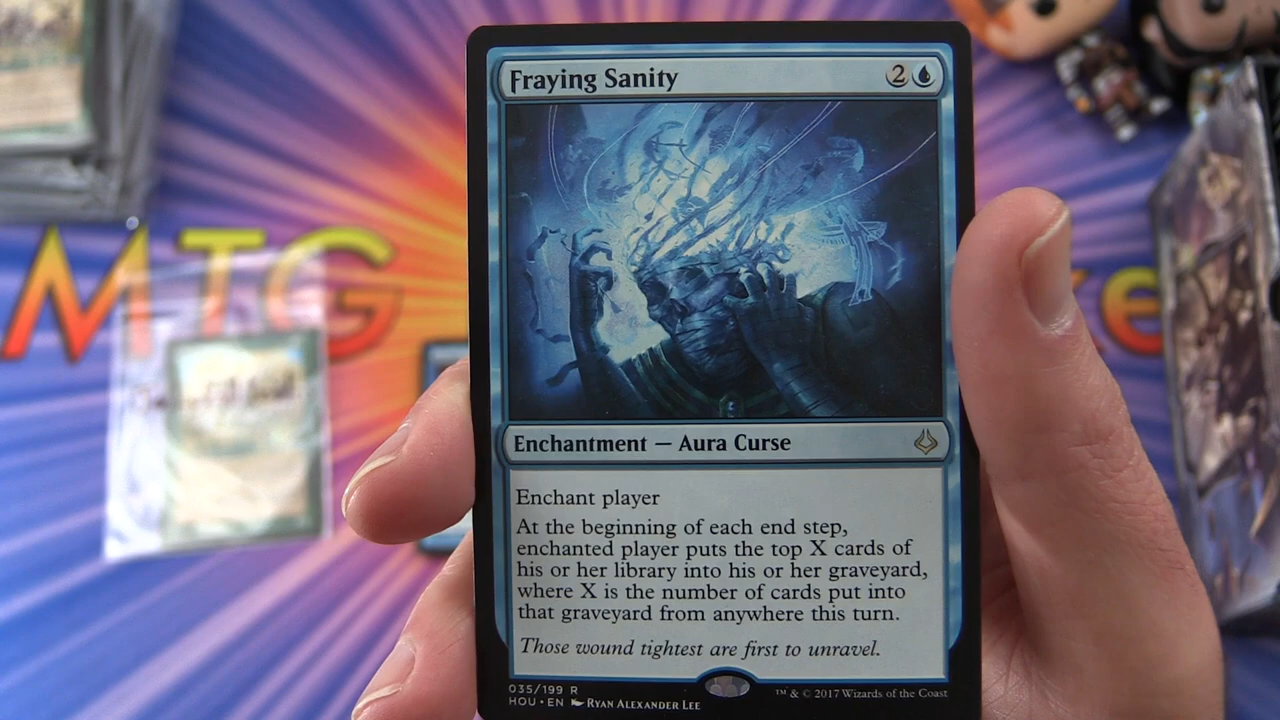 Fraying Sanity 2
MTG
ke
Enchantment — Aura Curse
Enchant player
At the beginning of each end step,
enchanted player puts the top X cards of
his or her library into his or her graveyard,
where X is the number of cards put into
that graveyard from anywhere this turn.
Those wound tightest are first to unravel.
035/199 R
HOU • EN Ryan Alexander Lee
™ & © 2017 Wizards of the Coast